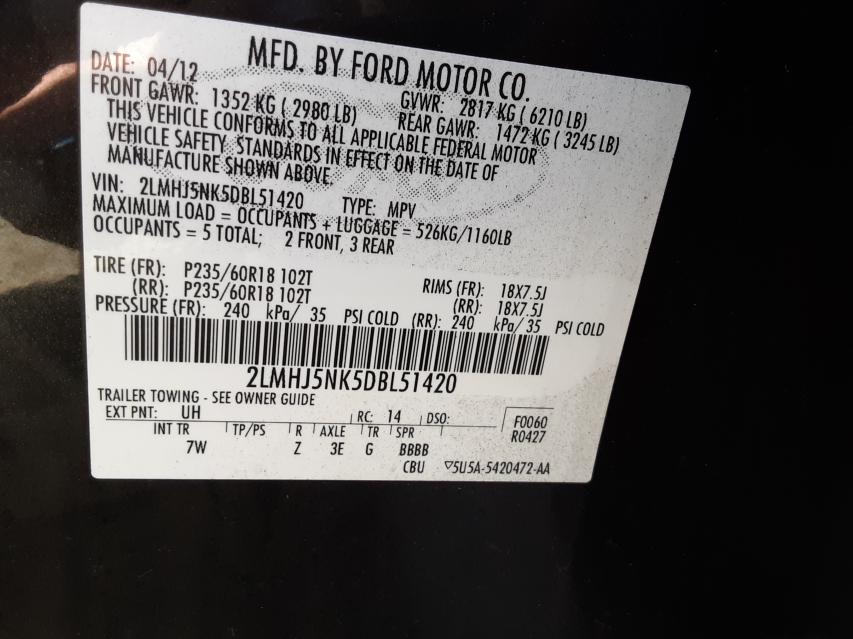 MFD. BY FORD MOTOR CO.
DATE: 04/12 GVWR: 2817 KG ( 6210 LB)
FRONT GAWR: 1352 KG ( 2980 LB) REAR GAWR: 1472 KG ( 3245 LB)
THIS VEHICLE CONFORMS TO ALL APPLICABLE FEDERAL MOTOR
VEHICLE SAFETY. STANDARDS IN EFFECT ON THE DATE OF
MANUFACTURE SHOWN ABOVE.
VIN: 2LMHJ5NK5DBL51420 TYPE: MPV
MAXIMUM LOAD = OCCUPANTS + LUGGAGE = 526KG/1160LB
OCCUPANTS = 5 TOTAL; 2 FRONT, 3 REAR
TIRE (FR): P235/60R18 102T RIMS (FR): 18X7.5J
(RR): P235/60R18 102T (RR): 18X7.5J
PRESSURE (FR): 240 kPa/ 35 PSI COLD (RR): 240 kPa/ 35 PSI COLD
2LMHJ5NK5DBL51420
TRAILER TOWING - SEE OWNER GUIDE
EXT PNT: UH RC: 14 DSO: F0060
R0427
INT TR TP/PS R AXLE TR SPR
7W Z 3E G BBBB
CBU ▽5U5A-5420472-AA